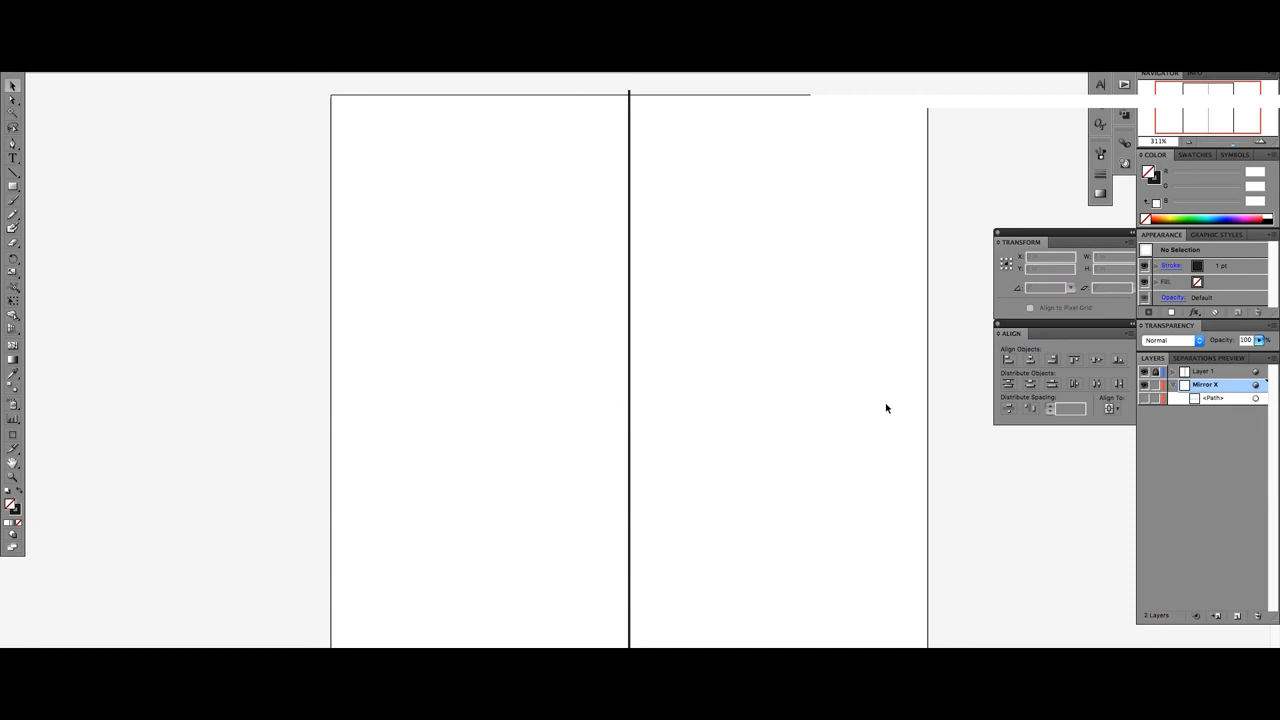 NAVIGATOR INFO
311%
COLOR SWATCHES SYMBOLS
R
G
B
APPEARANCE GRAPHIC STYLES
No Selection
Stroke: 1 pt
Fill:
Opacity: Default
TRANSFORM
X: W:
Y: H:
Align to Pixel Grid
TRANSPARENCY
Normal Opacity: 100 %
ALIGN
Align Objects:
Distribute Objects:
Distribute Spacing: Align To:
LAYERS SEPARATIONS PREVIEW
Layer 1
Mirror X
<Path>
2 Layers